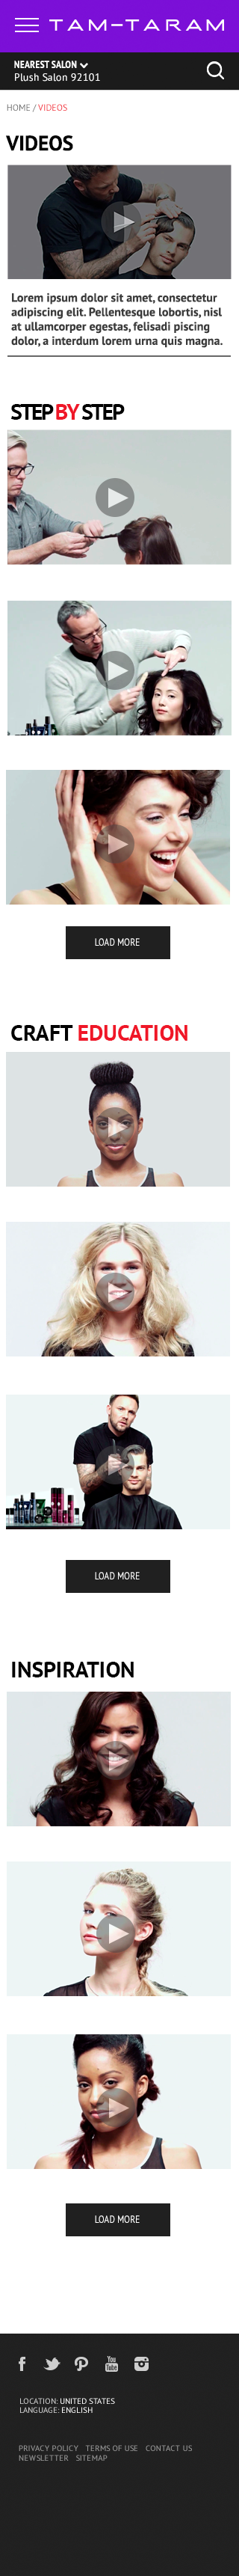 TAM-TARAM
NEAREST SALON
Plush Salon 92101
HOME / VIDEOS
VIDEOS
Lorem ipsum dolor sit amet, consectetur
adipiscing elit. Pellentesque lobortis, nisl
at ullamcorper egestas, felisadi piscing
dolor, a interdum lorem urna quis magna.
STEP BY STEP
LOAD MORE
CRAFT EDUCATION
LOAD MORE
INSPIRATION
LOAD MORE
You
Tube
LOCATION: UNITED STATES
LANGUAGE: ENGLISH
PRIVACY POLICY TERMS OF USE CONTACT US
NEWSLETTER SITEMAP